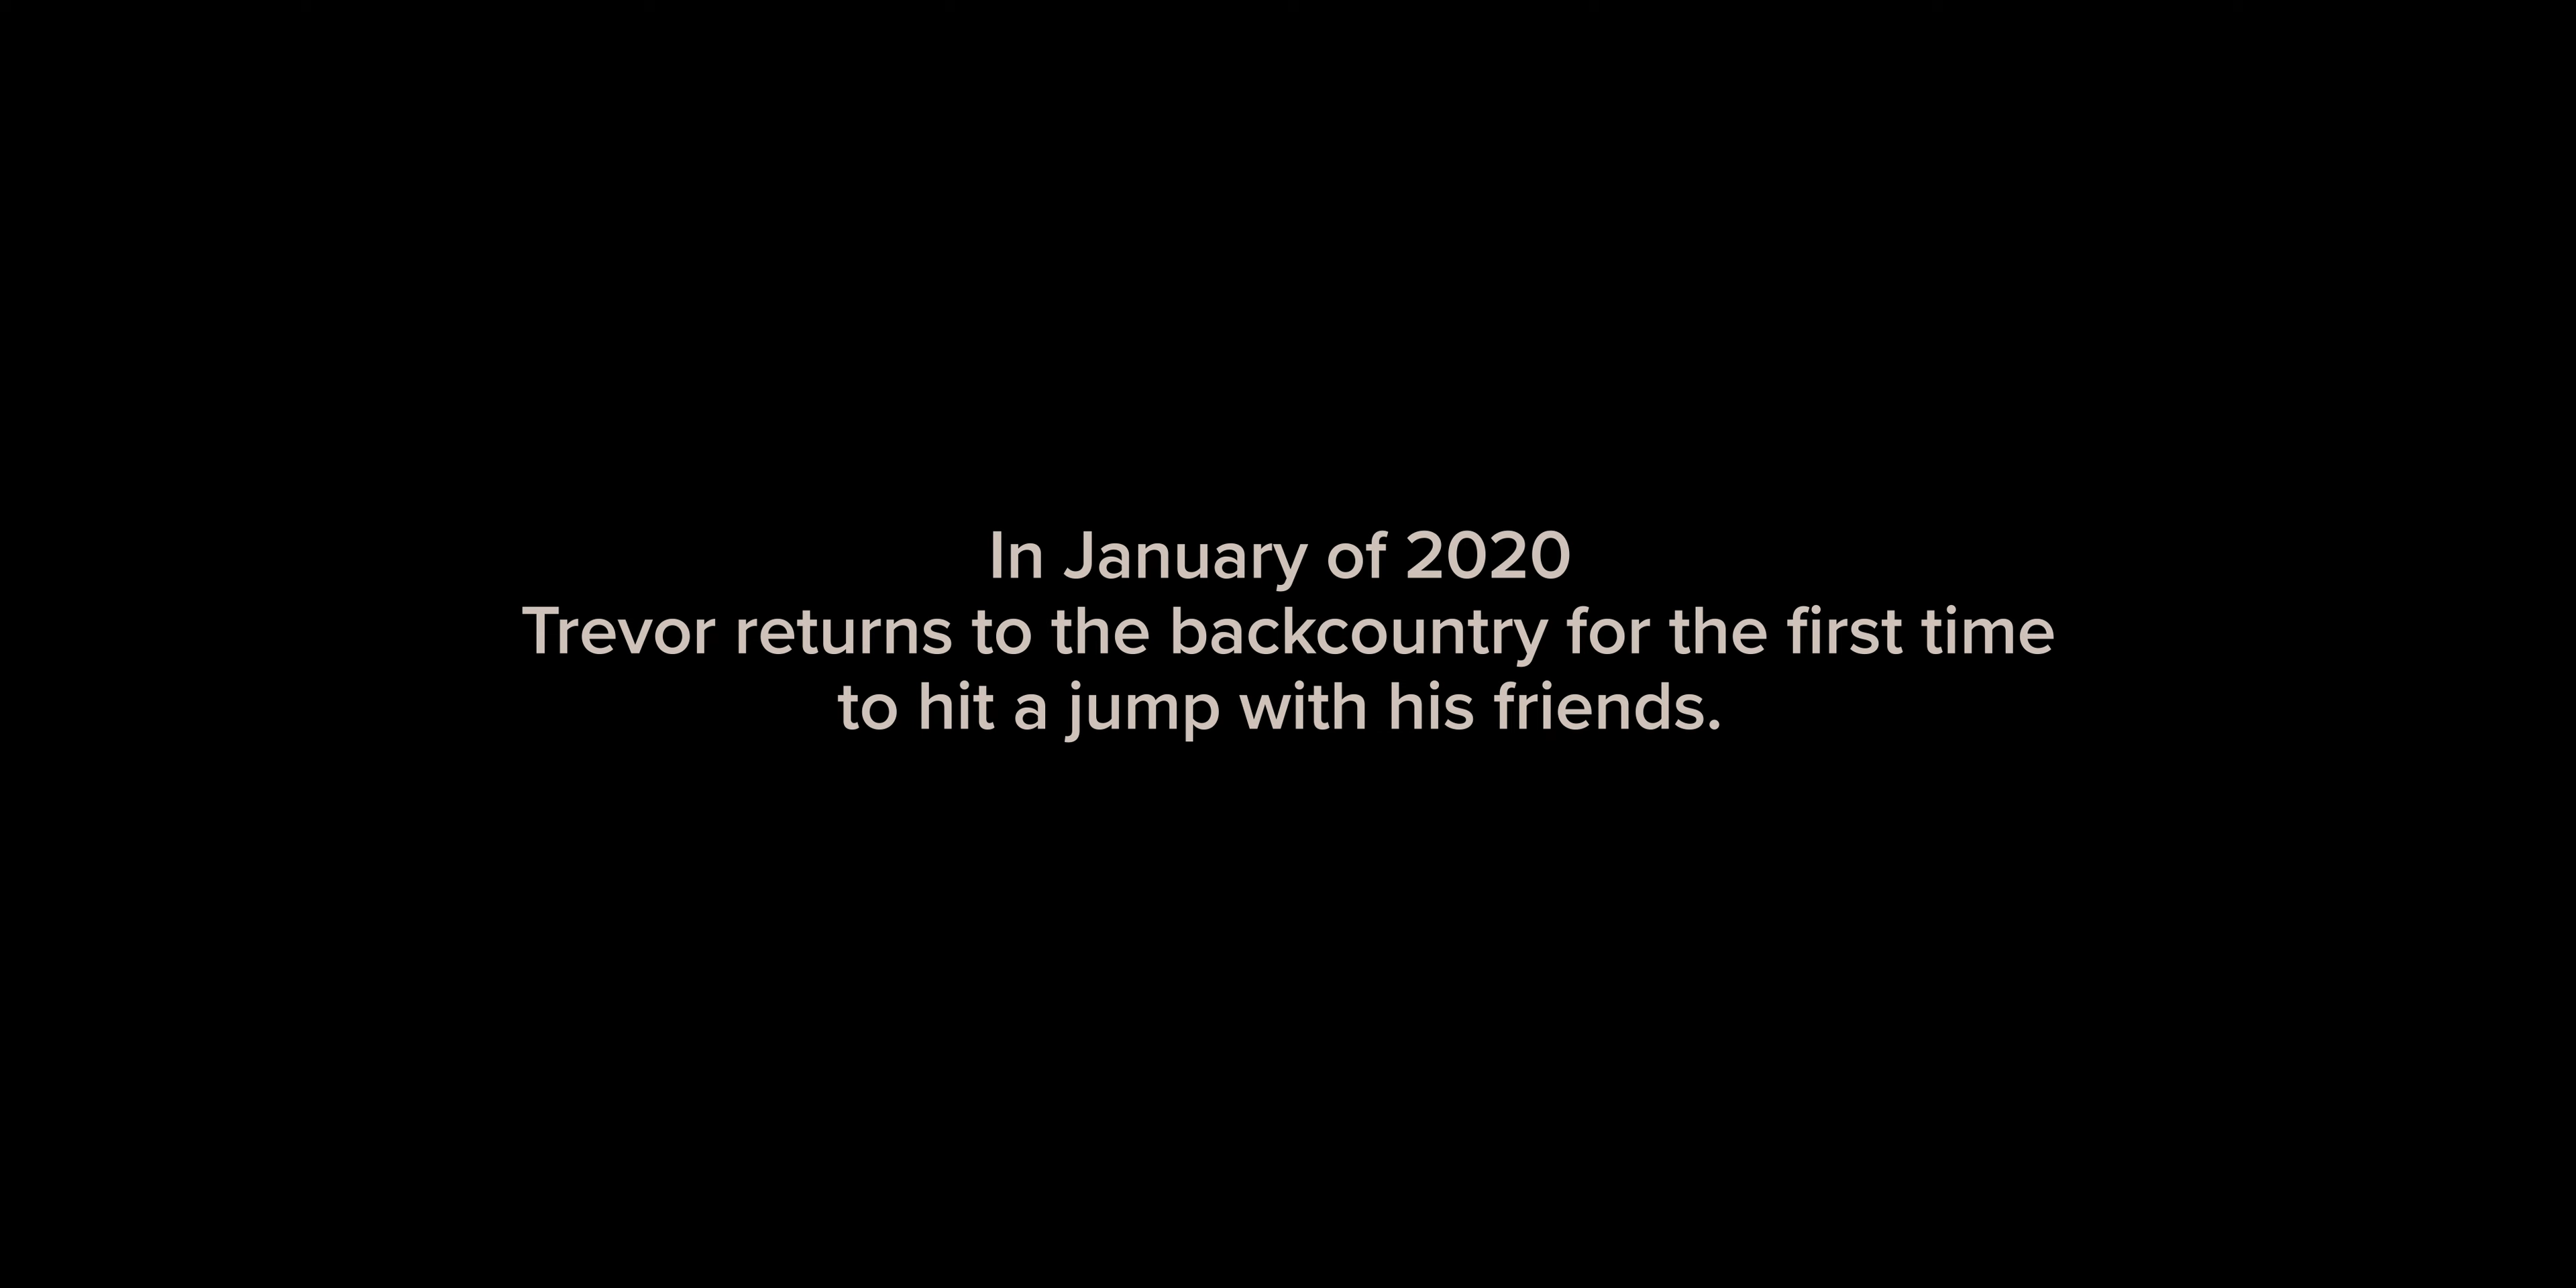 In January of 2020
Trevor returns to the backcountry for the first time
to hit a jump with his friends.